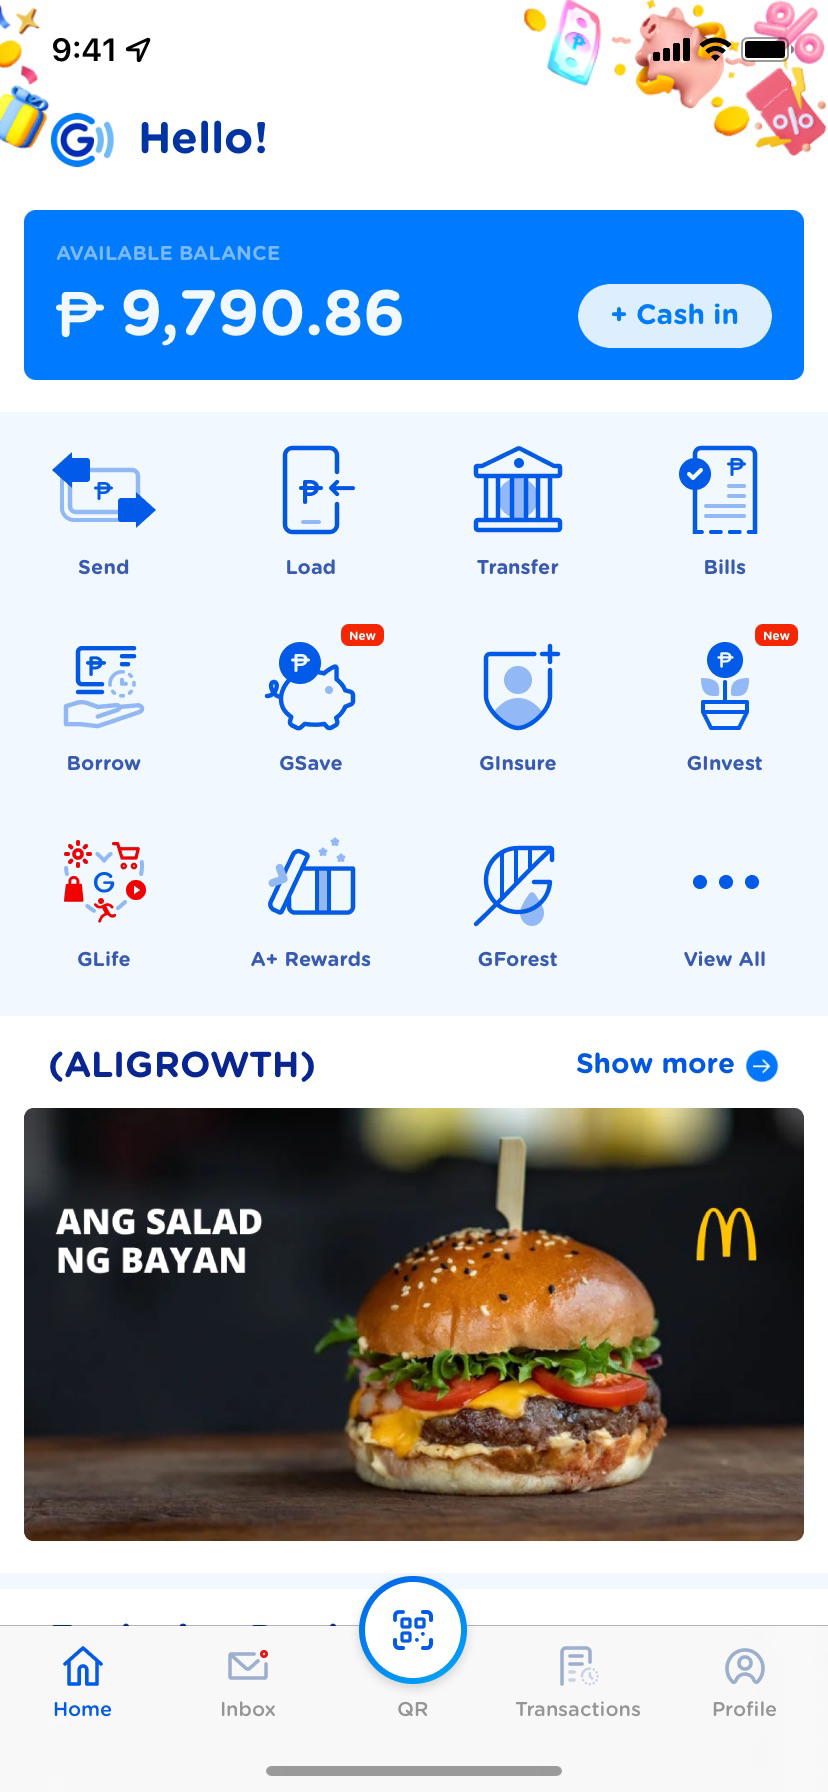 9:41
Hello!
AVAILABLE BALANCE
₱ 9,790.86
+ Cash in
Send
Load
Transfer
Bills
New
New
Borrow
GSave
GInsure
GInvest
GLife
A+ Rewards
GForest
View All
(ALIGROWTH)
Show more
ANG SALAD
NG BAYAN
Home
Inbox
QR
Transactions
Profile